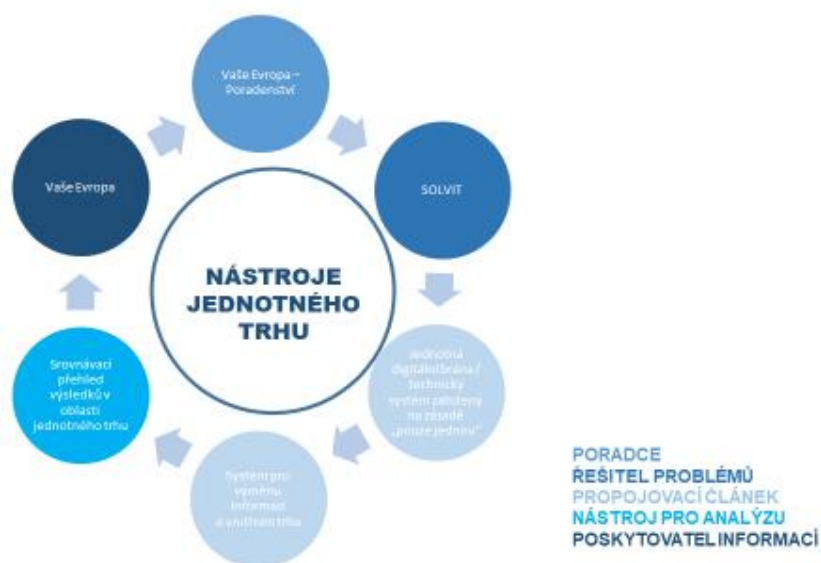 Vaše Evropa –
Poradenství
Vaše Evropa
SOLVIT
NÁSTROJE
JEDNOTNÉHO
TRHU
Srovnávací
přehled
výsledků v
oblasti
jednotného trhu
Jednotná
digitální brána /
technický
systém založený
na zásadě
„pouze jednou“
Systém pro
výměnu
informací
o vnitřním trhu
PORADCE
ŘEŠITEL PROBLÉMŮ
PROPOJOVACÍ ČLÁNEK
NÁSTROJ PRO ANALÝZU
POSKYTOVATEL INFORMACÍ